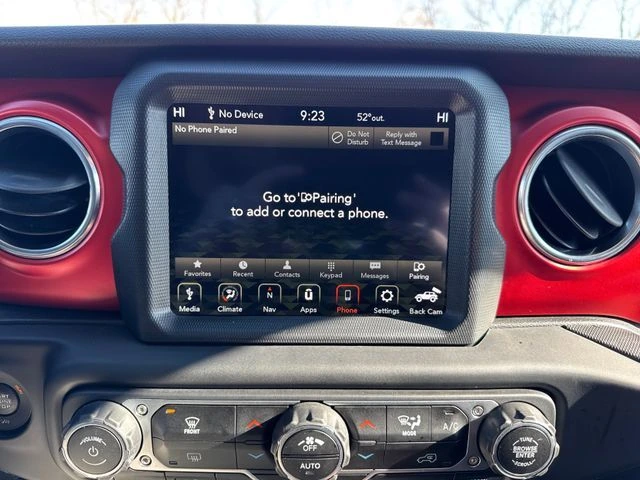 HI No Device 9:23 52°out. HI
No Phone Paired Do Not Disturb Reply with Text Message
Go to 'Pairing'
to add or connect a phone.
Favorites Recent Contacts Keypad Messages Pairing
Media Climate Nav Apps Phone Settings Back Cam
FRONT OFF MODE A/C
VOLUME AUTO TUNE
SCROLL
BROWSE
ENTER